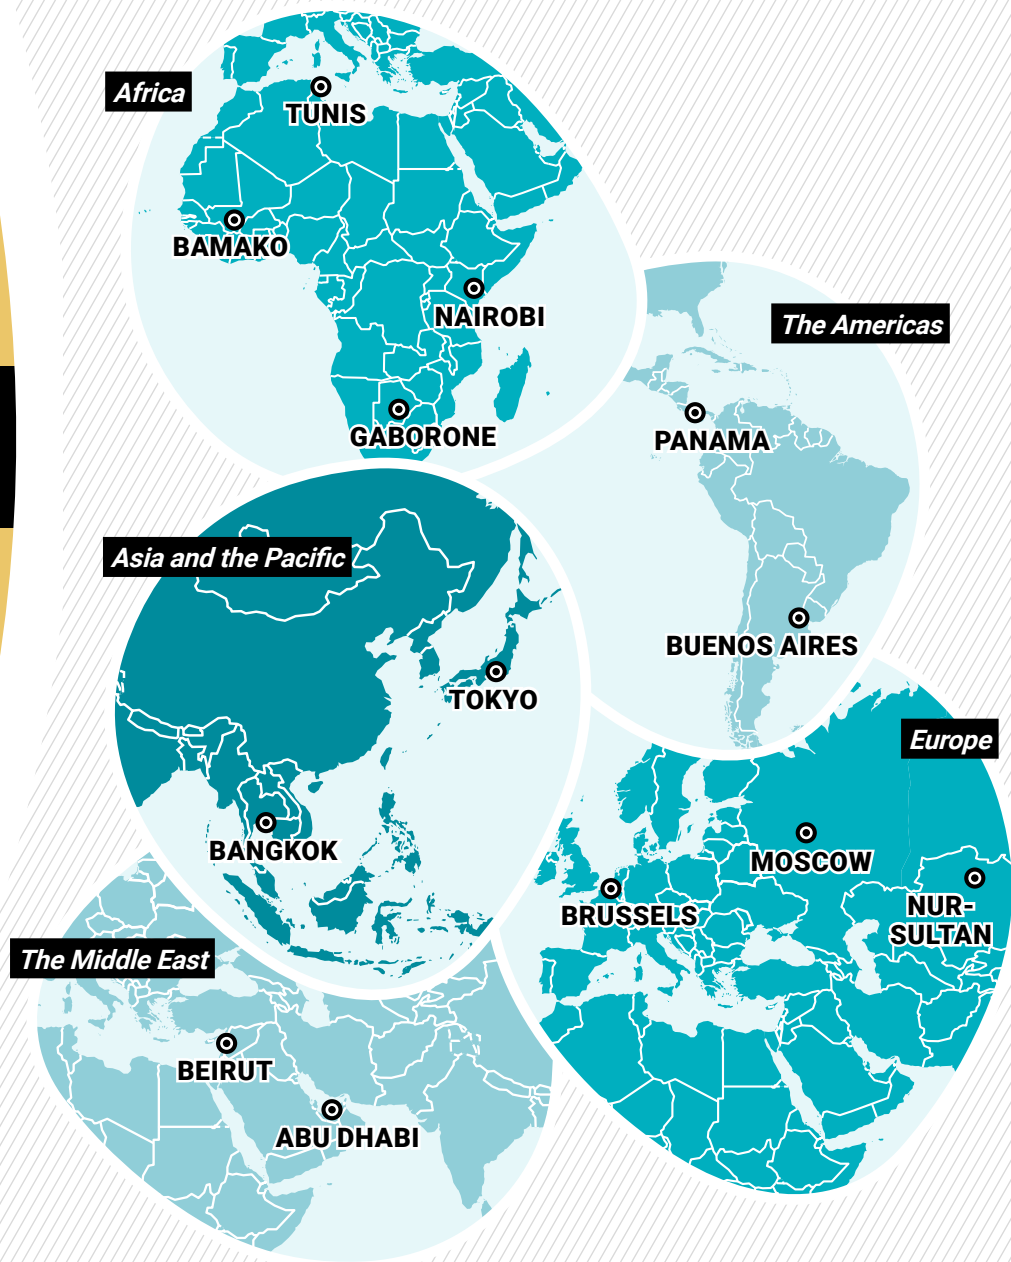 Africa
TUNIS
BAMAKO
NAIROBI
GABORONE
The Americas
PANAMA
BUENOS AIRES
Asia and the Pacific
TOKYO
BANGKOK
Europe
MOSCOW
BRUSSELS
NUR-
SULTAN
The Middle East
BEIRUT
ABU DHABI